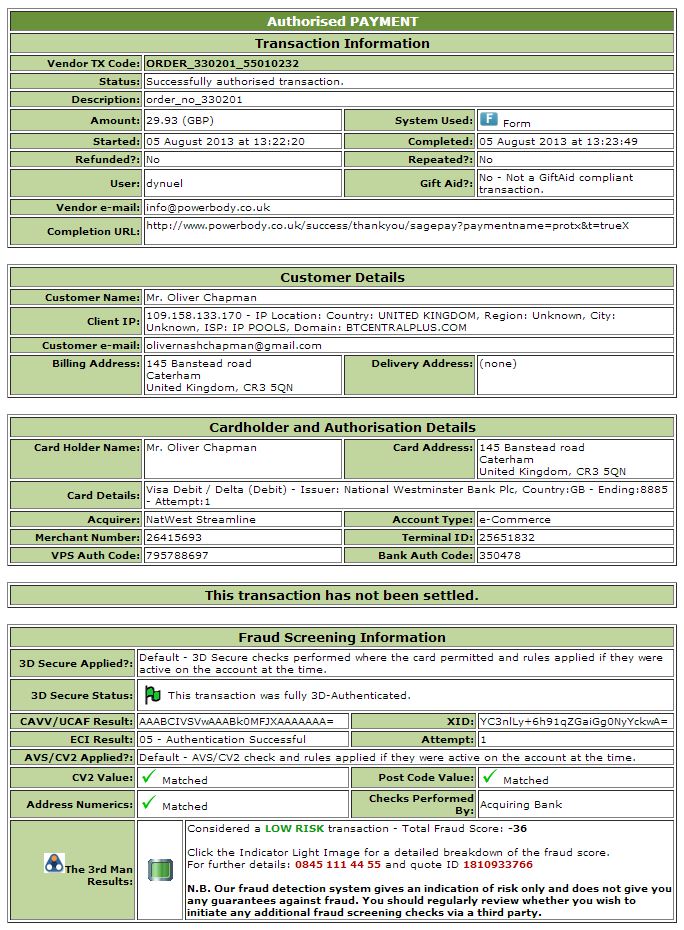 Authorised PAYMENT
Transaction Information
Vendor TX Code: ORDER_330201_55010232
Status: Successfully authorised transaction.
Description: order_no_330201
Amount: 29.93 (GBP) System Used: F Form
Started: 05 August 2013 at 13:22:20 Completed: 05 August 2013 at 13:23:49
Refunded?: No Repeated?: No
User: dynuel Gift Aid?: No - Not a GiftAid compliant
transaction.
Vendor e-mail: info@powerbody.co.uk
Completion URL: http://www.powerbody.co.uk/success/thankyou/sagepay?paymentname=protx&t=trueX
Customer Details
Customer Name: Mr. Oliver Chapman
Client IP: 109.158.133.170 - IP Location: Country: UNITED KINGDOM, Region: Unknown, City:
Unknown, ISP: IP POOLS, Domain: BTCENTRALPLUS.COM
Customer e-mail: olivernashchapman@gmail.com
Billing Address: 145 Banstead road
Caterham
United Kingdom, CR3 5QN
Delivery Address: (none)
Cardholder and Authorisation Details
Card Holder Name: Mr. Oliver Chapman
Card Address: 145 Banstead road
Caterham
United Kingdom, CR3 5QN
Card Details: Visa Debit / Delta (Debit) - Issuer: National Westminster Bank Plc, Country:GB - Ending:8885
- Attempt:1
Acquirer: NatWest Streamline Account Type: e-Commerce
Merchant Number: 26415693 Terminal ID: 25651832
VPS Auth Code: 795788697 Bank Auth Code: 350478
This transaction has not been settled.
Fraud Screening Information
3D Secure Applied?: Default - 3D Secure checks performed where the card permitted and rules applied if they were
active on the account at the time.
3D Secure Status: This transaction was fully 3D-Authenticated.
CAVV/UCAF Result: AAABCIVSVwAAABk0MFJXAAAAAAA= XID: YC3nlLy+6h91qZGaiGg0NyYckwA=
ECI Result: 05 - Authentication Successful Attempt: 1
AVS/CV2 Applied?: Default - AVS/CV2 check and rules applied if they were active on the account at the time.
CV2 Value: Matched Post Code Value: Matched
Address Numerics: Matched Checks Performed
By: Acquiring Bank
The 3rd Man
Results:
Considered a LOW RISK transaction - Total Fraud Score: -36
Click the Indicator Light Image for a detailed breakdown of the fraud score.
For further details: 0845 111 44 55 and quote ID 1810933766
N.B. Our fraud detection system gives an indication of risk only and does not give you
any guarantees against fraud. You should regularly review whether you wish to
initiate any additional fraud screening checks via a third party.